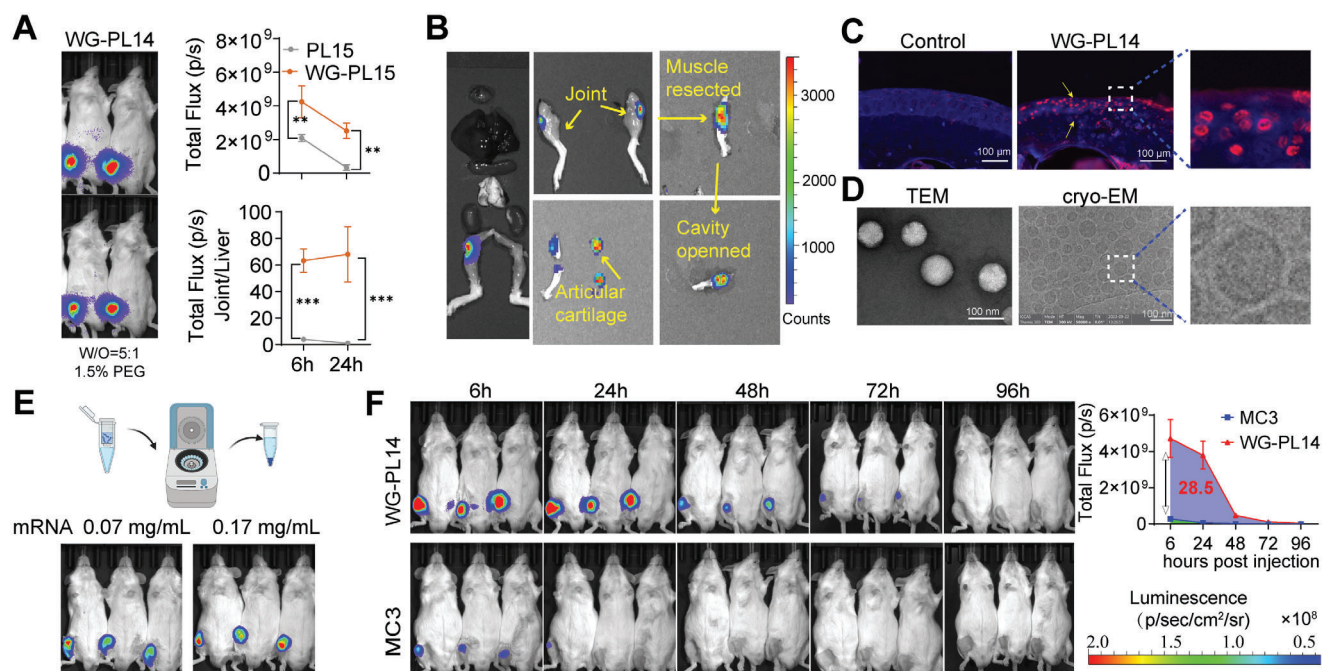 A
WG-PL14
W/O=5:1
1.5% PEG
Total Flux (p/s)
8×10⁹
6×10⁹
4×10⁹
2×10⁹
0
PL15
WG-PL15
**
**
Total Flux (p/s)
Joint/Liver
100
80
60
40
20
0
***
***
6h
24h
B
Joint
Muscle
resected
Articular
cartilage
Cavity
openned
3000
2000
1000
Counts
C
Control
WG-PL14
100 µm
100 µm
D
TEM
cryo-EM
100 nm
100 nm
E
mRNA 0.07 mg/mL 0.17 mg/mL
F
6h
24h
48h
72h
96h
WG-PL14
MC3
Total Flux (p/s)
6×10⁹
4×10⁹
2×10⁹
0
MC3
WG-PL14
28.5
6 24 48 72 96
hours post injection
Luminescence
(p/sec/cm²/sr) ×10⁸
2.0 1.5 1.0 0.5